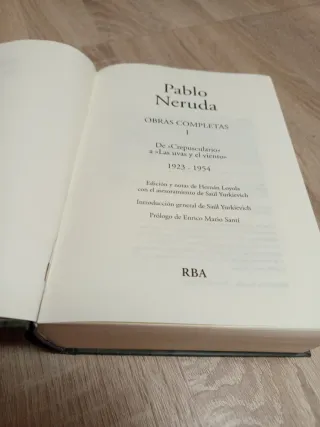 Pablo
Neruda
OBRAS COMPLETAS
I
De «Crepusculario»
a «Las uvas y el viento»
1923 - 1954
Edición y notas de Hernán Loyola
con el asesoramiento de Saúl Yurkievich
Introducción general de Saúl Yurkievich
Prólogo de Enrico Mario Santí
RBA